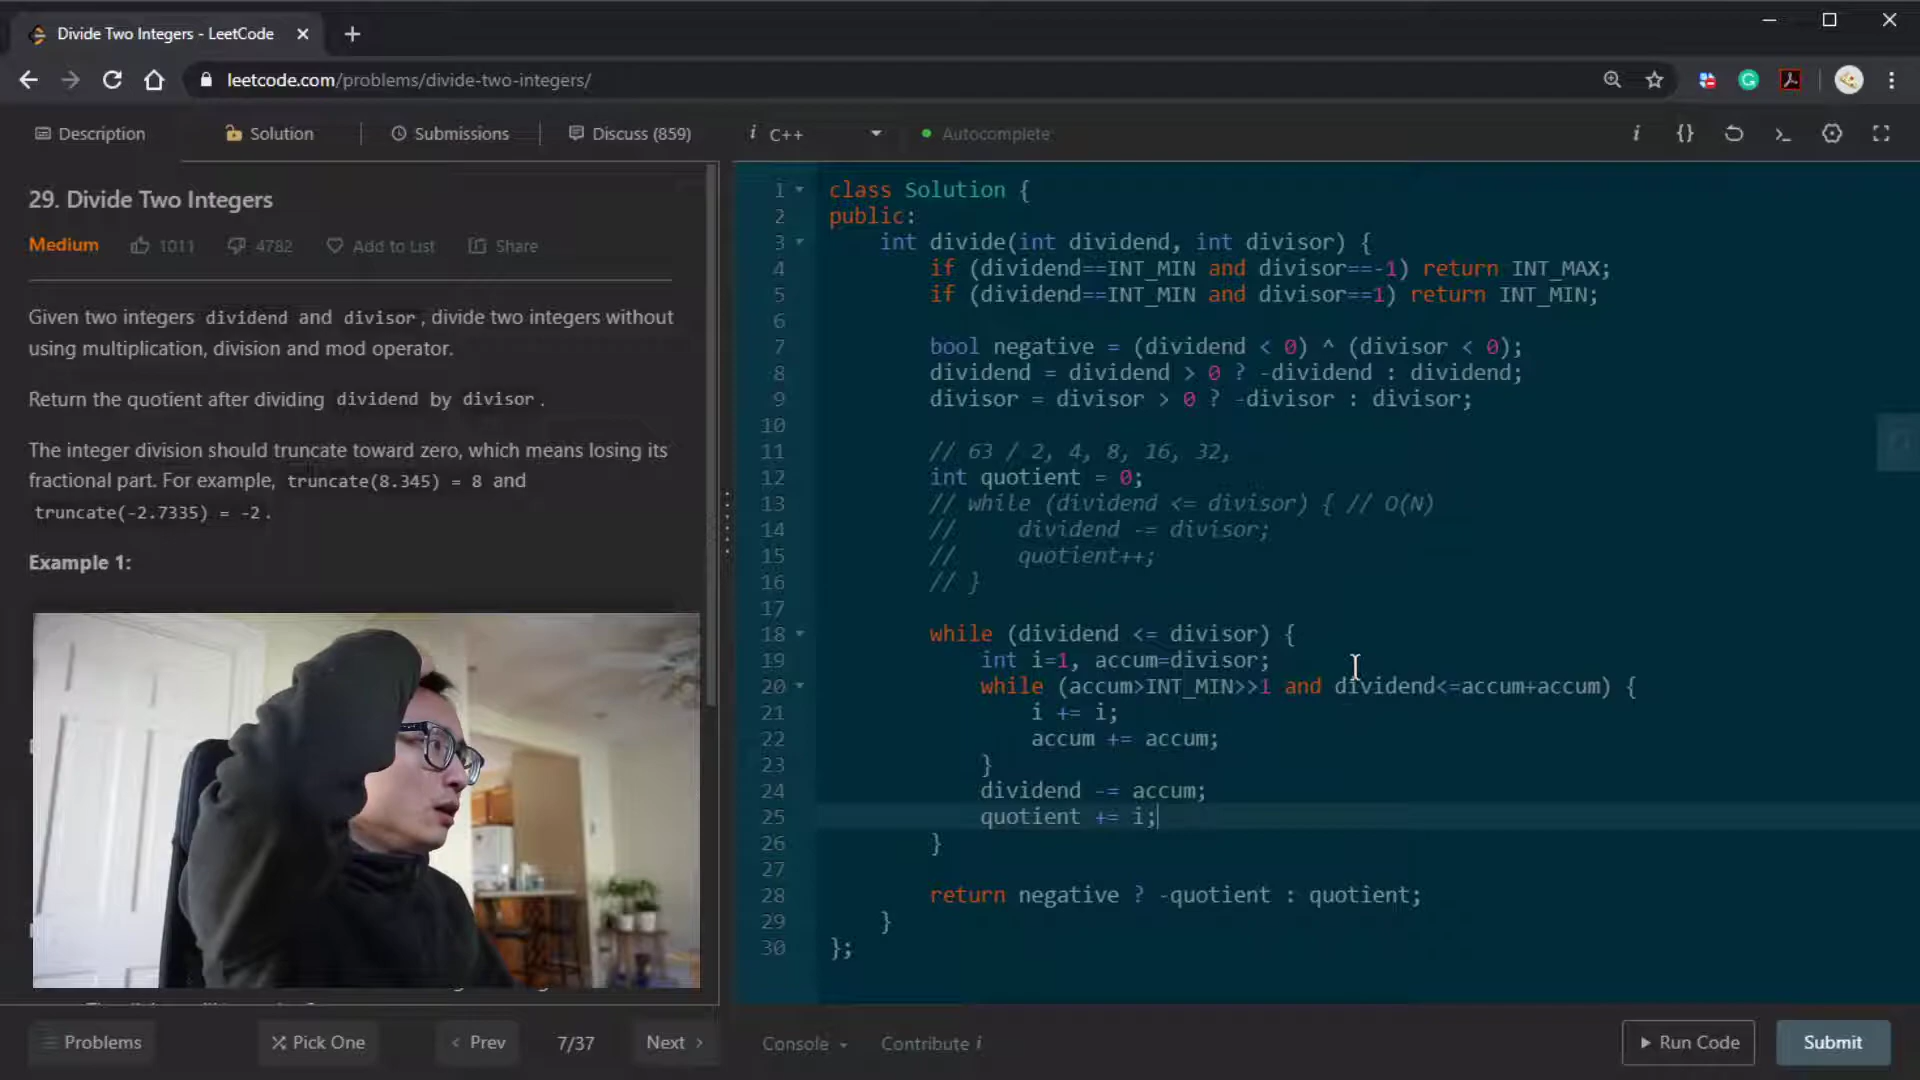 Divide Two Integers - LeetCode
leetcode.com/problems/divide-two-integers/
Description
Solution
Submissions
Discuss (859)
i C++
Autocomplete
29. Divide Two Integers
Medium 1011 4782 Add to List Share
Given two integers dividend and divisor, divide two integers without
using multiplication, division and mod operator.
Return the quotient after dividing dividend by divisor.
The integer division should truncate toward zero, which means losing its
fractional part. For example, truncate(8.345) = 8 and
truncate(-2.7335) = -2.
Example 1:
1 class Solution {
2 public:
3 int divide(int dividend, int divisor) {
4 if (dividend==INT_MIN and divisor==-1) return INT_MAX;
5 if (dividend==INT_MIN and divisor==1) return INT_MIN;
6
7 bool negative = (dividend < 0) ^ (divisor < 0);
8 dividend = dividend > 0 ? -dividend : dividend;
9 divisor = divisor > 0 ? -divisor : divisor;
10
11 // 63 / 2, 4, 8, 16, 32,
12 int quotient = 0;
13 // while (dividend <= divisor) { // O(N)
14 // dividend -= divisor;
15 // quotient++;
16 // }
17
18 while (dividend <= divisor) {
19 int i=1, accum=divisor;
20 while (accum>INT_MIN>>1 and dividend<=accum+accum) {
21 i += i;
22 accum += accum;
23 }
24 dividend -= accum;
25 quotient += i;
26 }
27
28 return negative ? -quotient : quotient;
29 }
30 };
Problems
Pick One
< Prev
7/37
Next >
Console
Contribute i
Run Code
Submit